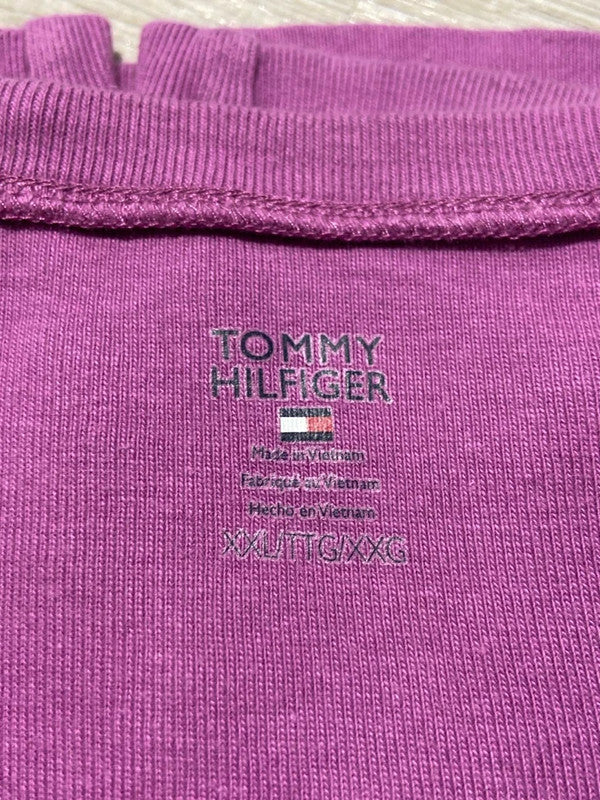 TOMMY
HILFIGER
Made in Vietnam
Fabriqué au Vietnam
Hecho en Vietnam
XXL/TTG/XXG